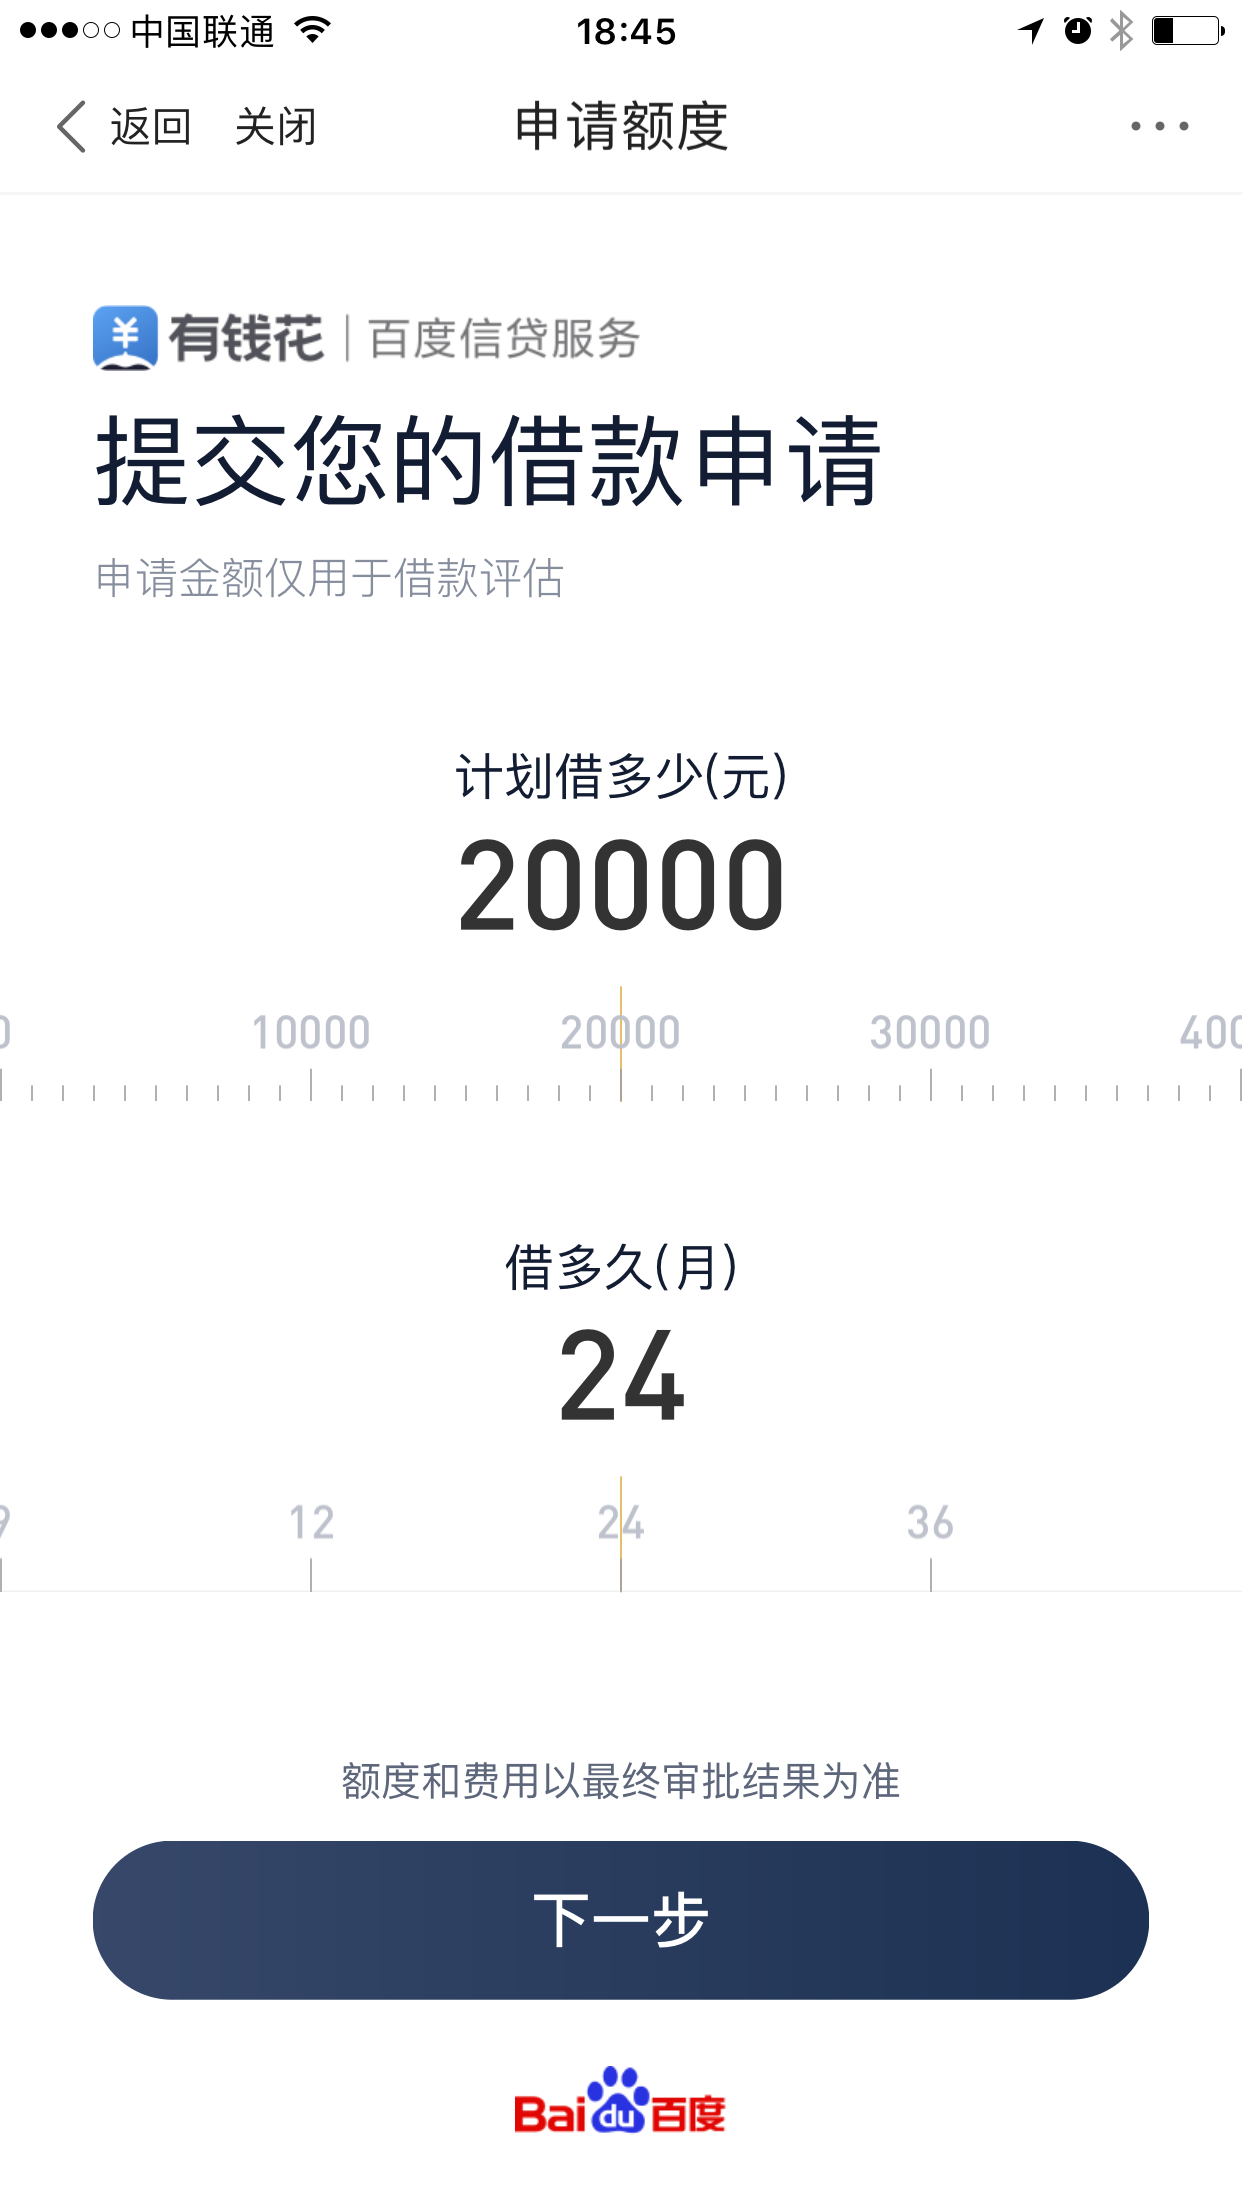 中国联通 18:45
返回 关闭 申请额度
有钱花 | 百度信贷服务
提交您的借款申请
申请金额仅用于借款评估
计划借多少(元)
20000
0 10000 20000 30000 400
借多久(月)
24
9 12 24 36
额度和费用以最终审批结果为准
下一步
Bai du 百度